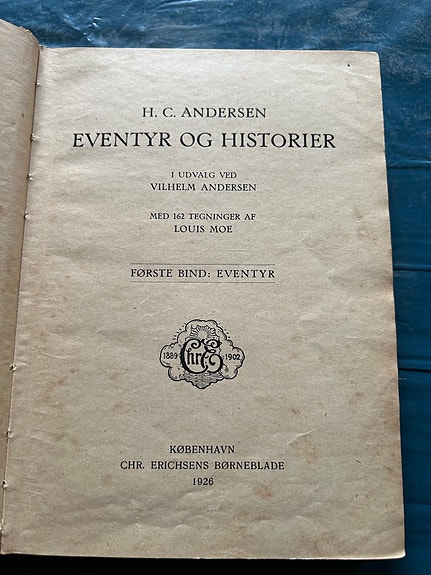 H. C. ANDERSEN
EVENTYR OG HISTORIER
I UDVALG VED
VILHELM ANDERSEN
MED 162 TEGNINGER AF
LOUIS MOE
FØRSTE BIND: EVENTYR
1889 Chr. E 1902
KØBENHAVN
CHR. ERICHSENS BØRNEBLADE
1926